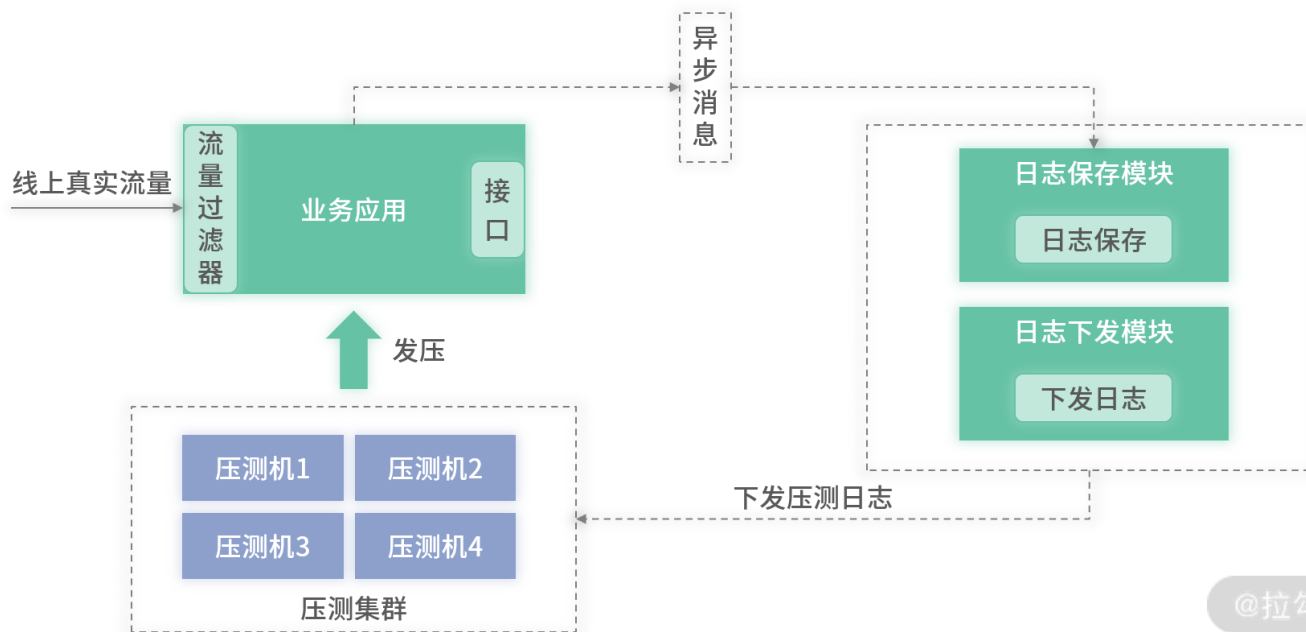 异步消息
线上真实流量
流量过滤器
业务应用
接口
日志保存模块
日志保存
发压
日志下发模块
下发日志
压测机1
压测机2
压测机3
压测机4
压测集群
下发压测日志
@拉勾